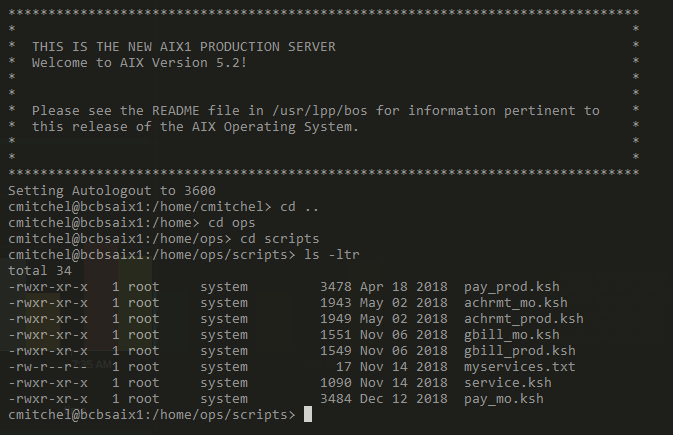 *******************************************************************************
*                                                                             *
*  THIS IS THE NEW AIX1 PRODUCTION SERVER                                     *
*  Welcome to AIX Version 5.2!                                                *
*                                                                             *
*                                                                             *
*  Please see the README file in /usr/lpp/bos for information pertinent to    *
*  this release of the AIX Operating System.                                  *
*                                                                             *
*                                                                             *
*******************************************************************************
Setting Autologout to 3600
cmitchel@bcbsaix1:/home/cmitchel> cd ..
cmitchel@bcbsaix1:/home> cd ops
cmitchel@bcbsaix1:/home/ops> cd scripts
cmitchel@bcbsaix1:/home/ops/scripts> ls -ltr
total 34
-rwxr-xr-x   1 root     system         3478 Apr 18 2018  pay_prod.ksh
-rwxr-xr-x   1 root     system         1943 May 02 2018  achrmt_mo.ksh
-rwxr-xr-x   1 root     system         1949 May 02 2018  achrmt_prod.ksh
-rwxr-xr-x   1 root     system         1551 Nov 06 2018  gbill_mo.ksh
-rwxr-xr-x   1 root     system         1549 Nov 06 2018  gbill_prod.ksh
-rw-r--r--   1 root     system           17 Nov 14 2018  myservices.txt
-rwxr-xr-x   1 root     system         1090 Nov 14 2018  service.ksh
-rwxr-xr-x   1 root     system         3484 Dec 12 2018  pay_mo.ksh
cmitchel@bcbsaix1:/home/ops/scripts>